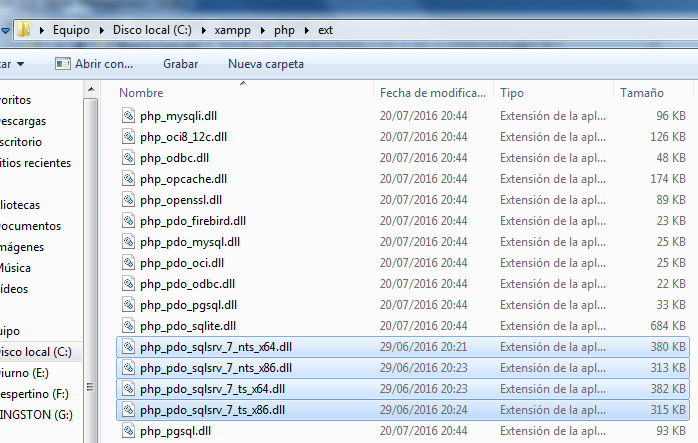 Equipo Disco local (C:) xampp php ext
Abrir con... Grabar Nueva carpeta
Nombre Fecha de modifica... Tipo Tamaño
php_mysqli.dll 20/07/2016 20:44 Extensión de la apl... 96 KB
php_oci8_12c.dll 20/07/2016 20:44 Extensión de la apl... 126 KB
php_odbc.dll 20/07/2016 20:44 Extensión de la apl... 48 KB
php_opcache.dll 20/07/2016 20:44 Extensión de la apl... 174 KB
php_openssl.dll 20/07/2016 20:44 Extensión de la apl... 89 KB
php_pdo_firebird.dll 20/07/2016 20:44 Extensión de la apl... 23 KB
php_pdo_mysql.dll 20/07/2016 20:44 Extensión de la apl... 25 KB
php_pdo_oci.dll 20/07/2016 20:44 Extensión de la apl... 25 KB
php_pdo_odbc.dll 20/07/2016 20:44 Extensión de la apl... 22 KB
php_pdo_pgsql.dll 20/07/2016 20:44 Extensión de la apl... 33 KB
php_pdo_sqlite.dll 20/07/2016 20:44 Extensión de la apl... 684 KB
php_pdo_sqlsrv_7_nts_x64.dll 29/06/2016 20:21 Extensión de la apl... 380 KB
php_pdo_sqlsrv_7_nts_x86.dll 29/06/2016 20:23 Extensión de la apl... 313 KB
php_pdo_sqlsrv_7_ts_x64.dll 29/06/2016 20:23 Extensión de la apl... 382 KB
php_pdo_sqlsrv_7_ts_x86.dll 29/06/2016 20:24 Extensión de la apl... 315 KB
php_pgsql.dll 20/07/2016 20:44 Extensión de la apl... 93 KB
voritos
escargas
scritorio
itios recientes
bliotecas
ocumentos
mágenes
úsica
ídeos
uipo
isco local (C:)
iurno (E:)
espertino (F:)
INGSTON (G:)